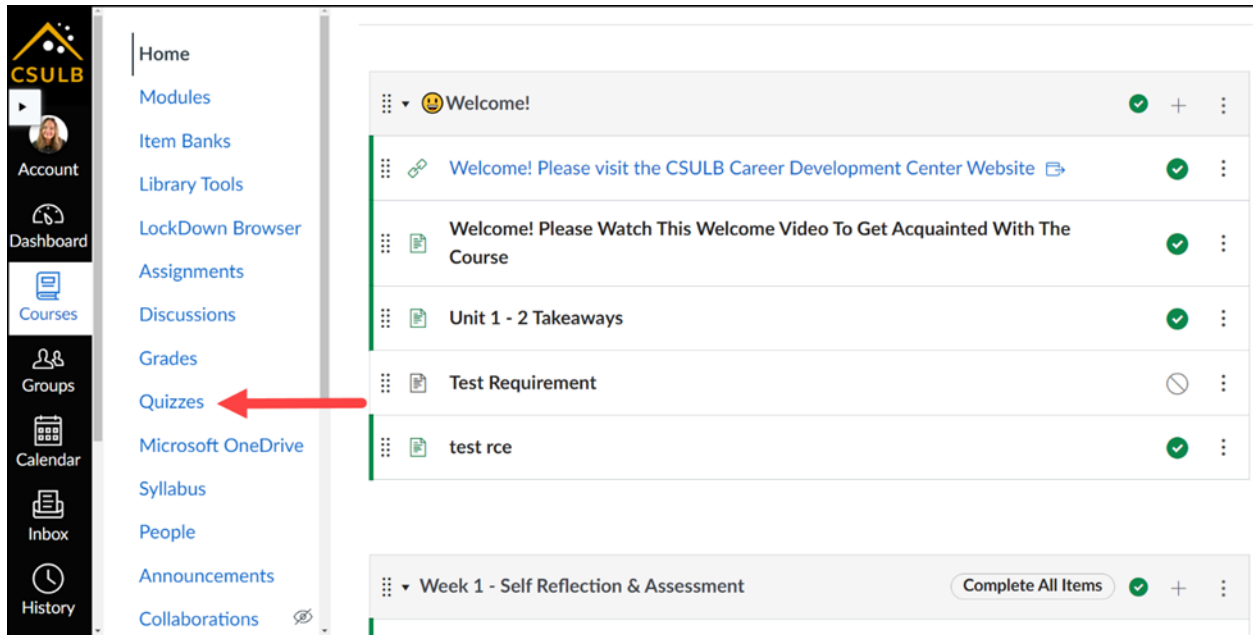 CSULB
Account
Dashboard
Courses
Groups
Calendar
Inbox
History
Home
Modules
Item Banks
Library Tools
LockDown Browser
Assignments
Discussions
Grades
Quizzes
Microsoft OneDrive
Syllabus
People
Announcements
Collaborations
😀Welcome!
Welcome! Please visit the CSULB Career Development Center Website
Welcome! Please Watch This Welcome Video To Get Acquainted With The
Course
Unit 1 - 2 Takeaways
Test Requirement
test rce
Week 1 - Self Reflection & Assessment Complete All Items